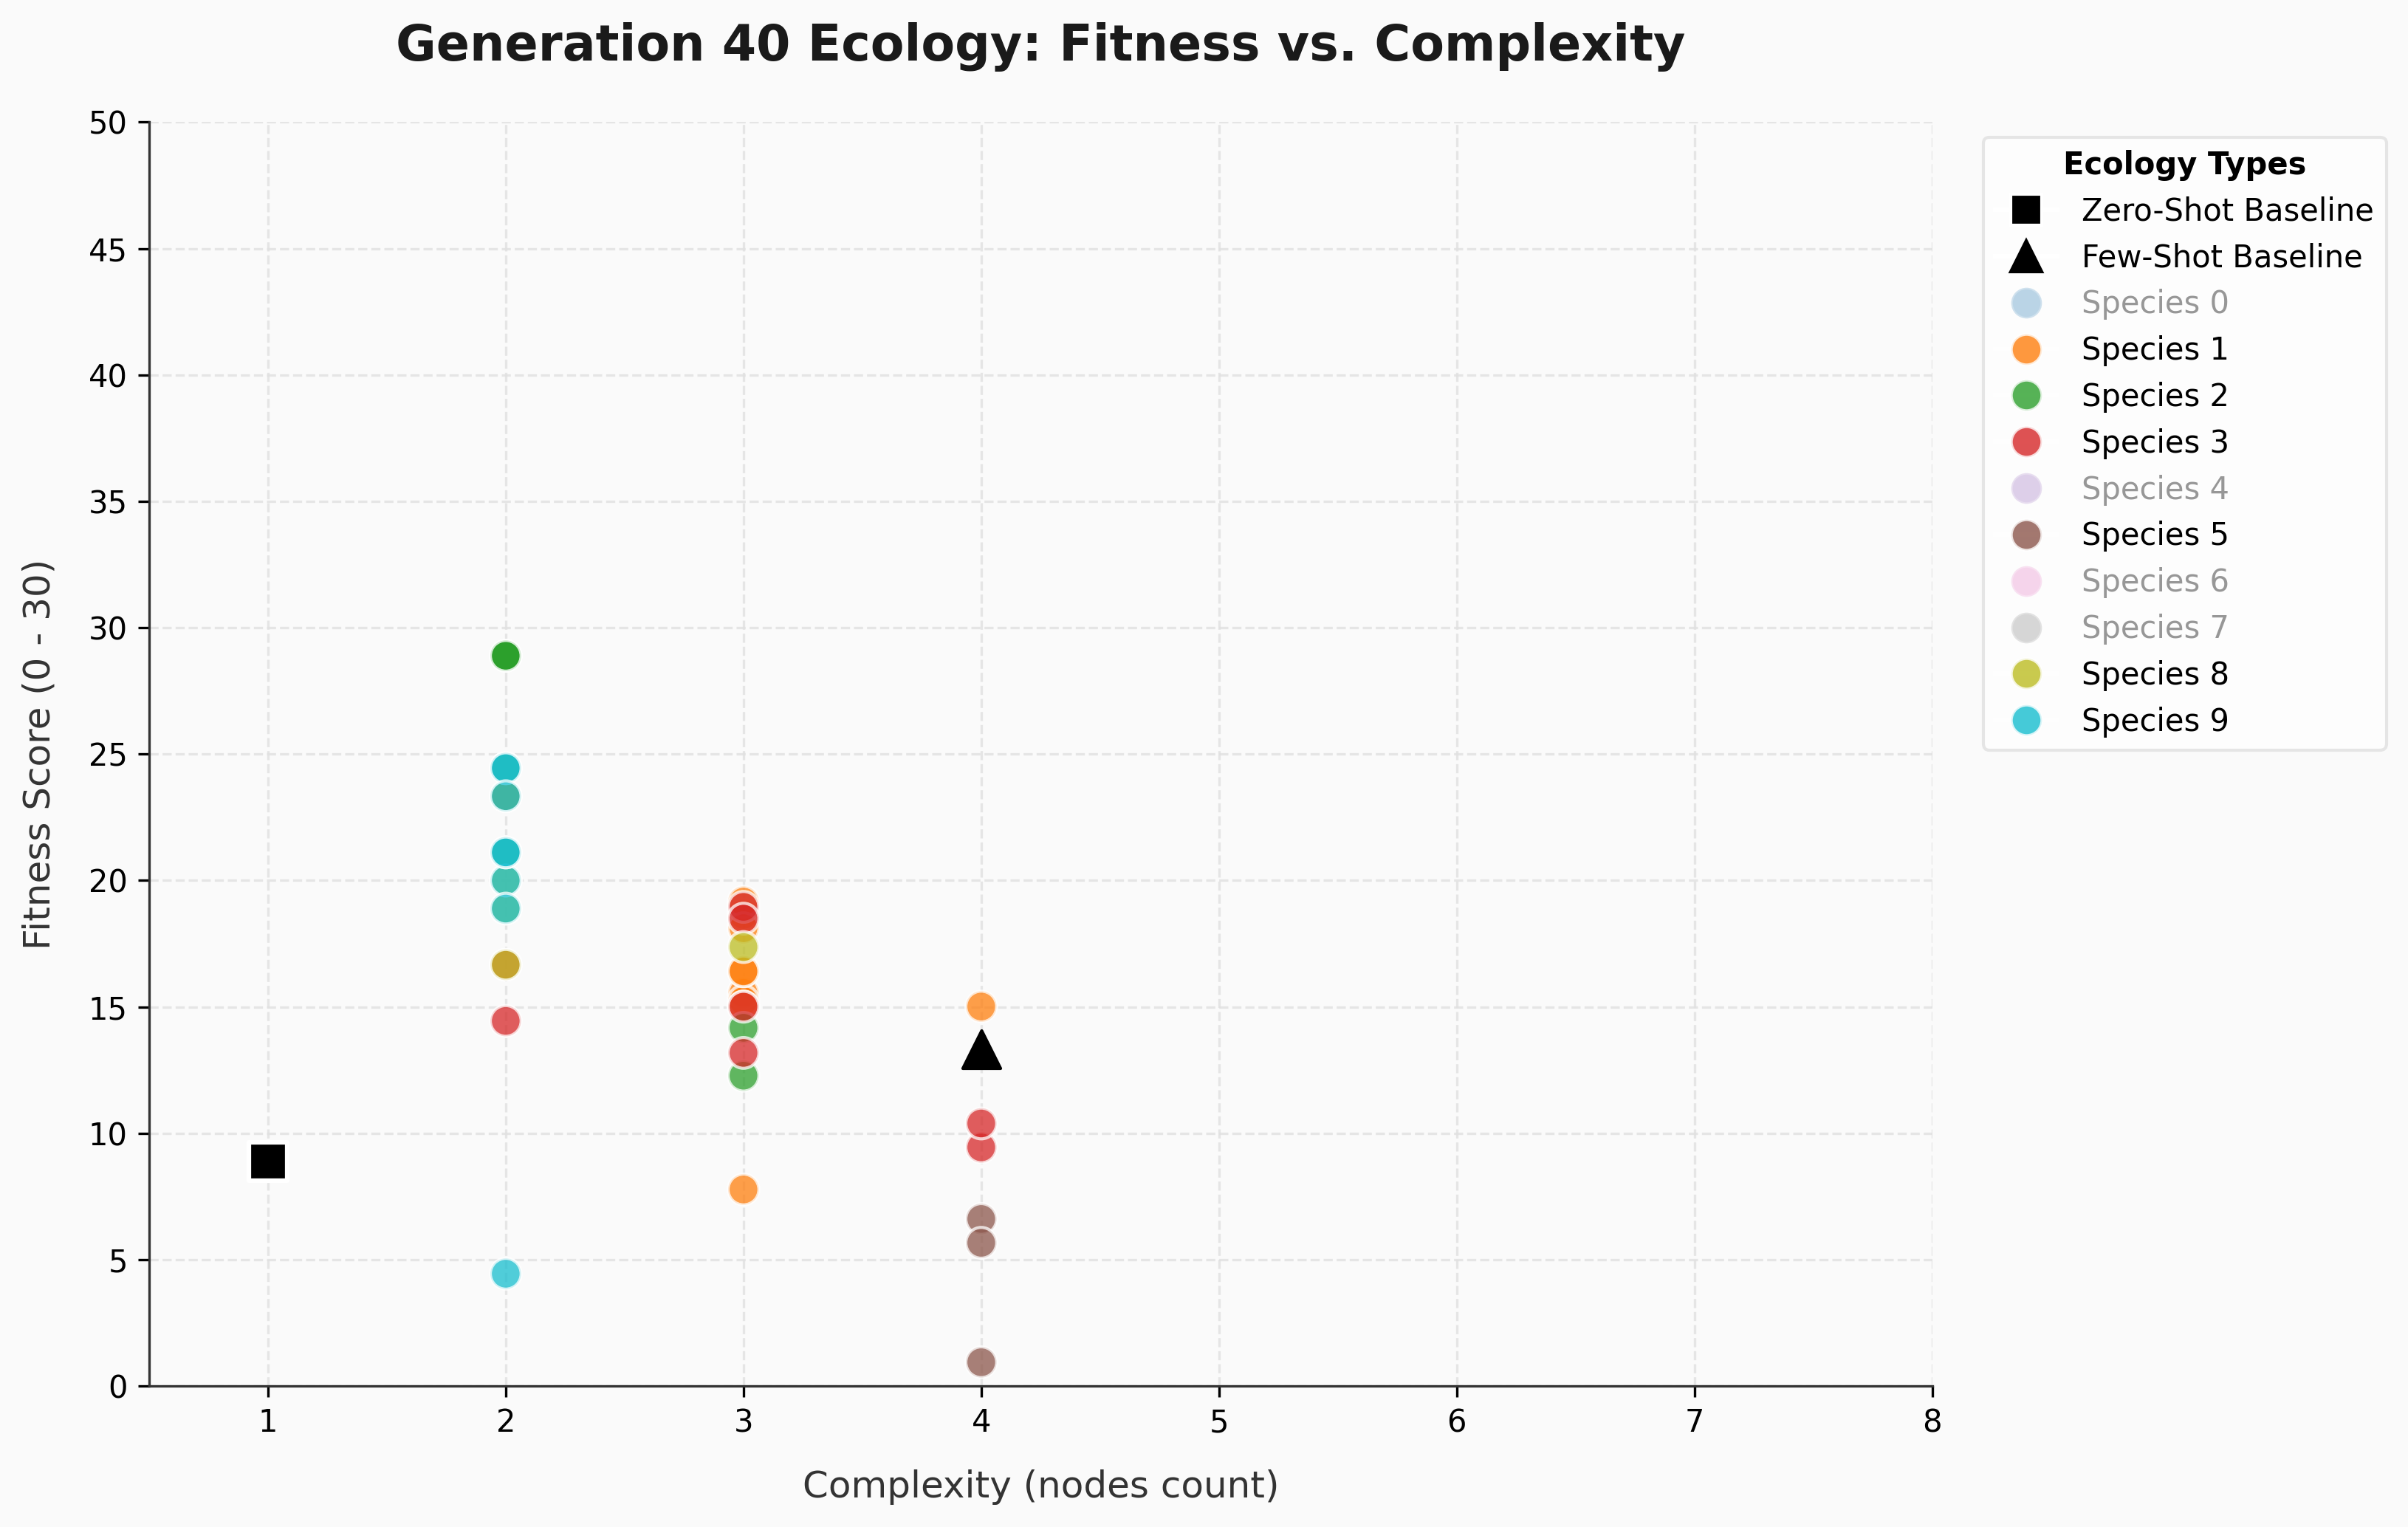 Generation 40 Ecology: Fitness vs. Complexity
50
45
40
35
30
25
20
15
10
5
0
Fitness Score (0 - 30)
1 2 3 4 5 6 7 8
Complexity (nodes count)
Ecology Types
Zero-Shot Baseline
Few-Shot Baseline
Species 0
Species 1
Species 2
Species 3
Species 4
Species 5
Species 6
Species 7
Species 8
Species 9